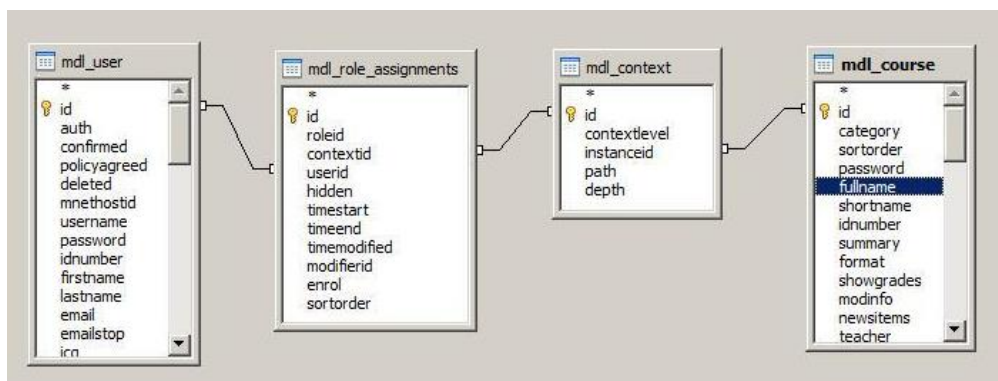 mdl_user
*
id
auth
confirmed
policyagreed
deleted
mnethostid
username
password
idnumber
firstname
lastname
email
emailstop
icq
mdl_role_assignments
*
id
roleid
contextid
userid
hidden
timestart
timeend
timemodified
modifierid
enrol
sortorder
mdl_context
*
id
contextlevel
instanceid
path
depth
mdl_course
*
id
category
sortorder
password
fullname
shortname
idnumber
summary
format
showgrades
modinfo
newsitems
teacher